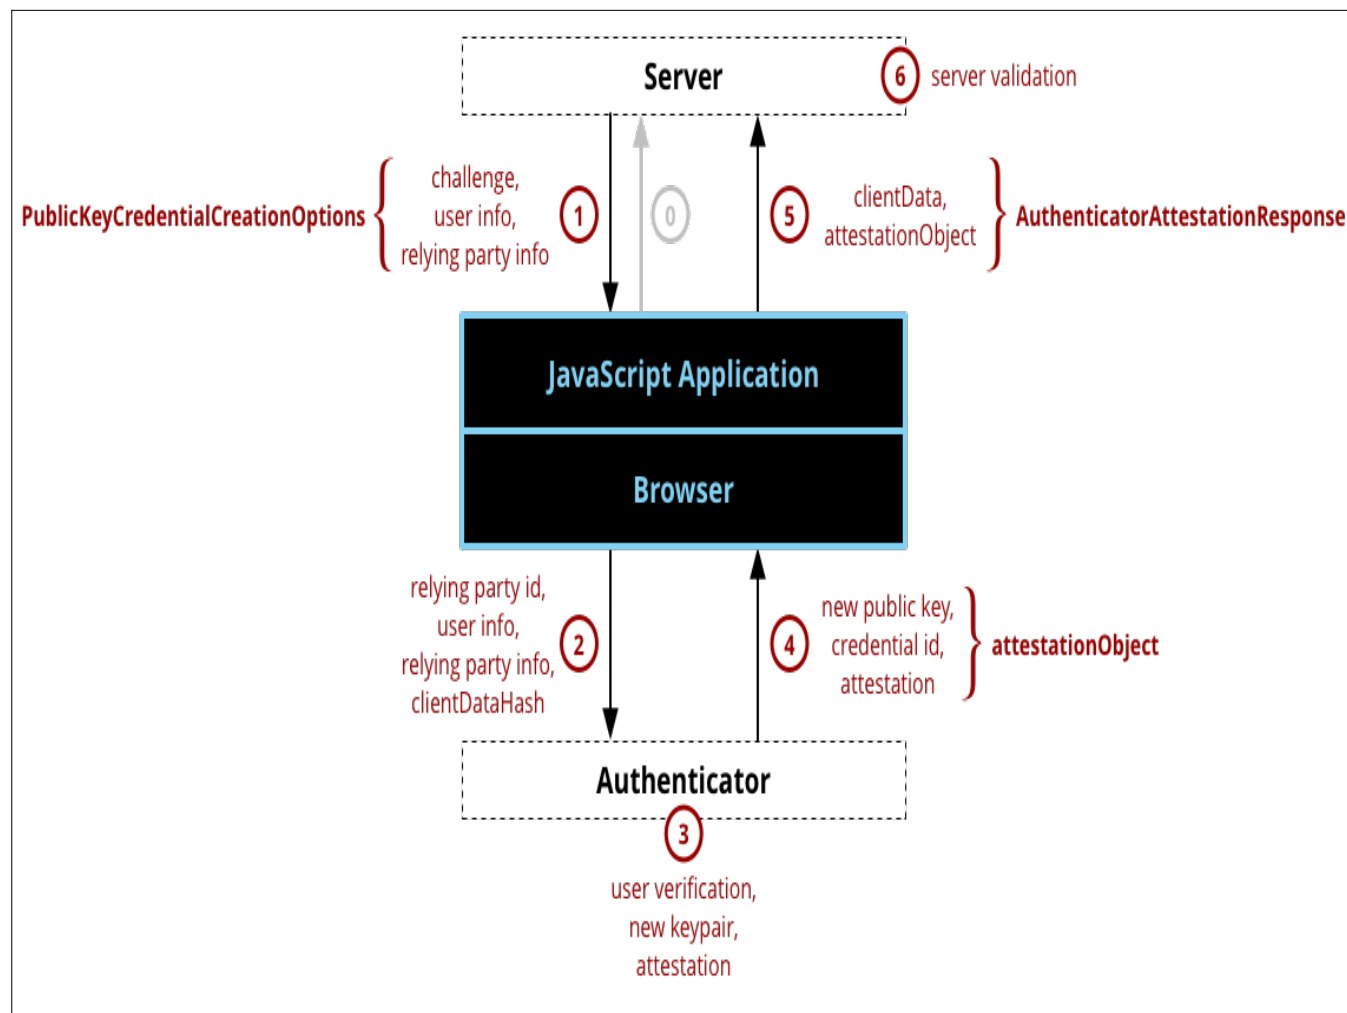 Server
6
server validation
PublicKeyCredentialCreationOptions
challenge,
user info,
relying party info
1
0
5
clientData,
attestationObject
AuthenticatorAttestationResponse
JavaScript Application
Browser
relying party id,
user info,
relying party info,
clientDataHash
2
4
new public key,
credential id,
attestation
attestationObject
Authenticator
3
user verification,
new keypair,
attestation